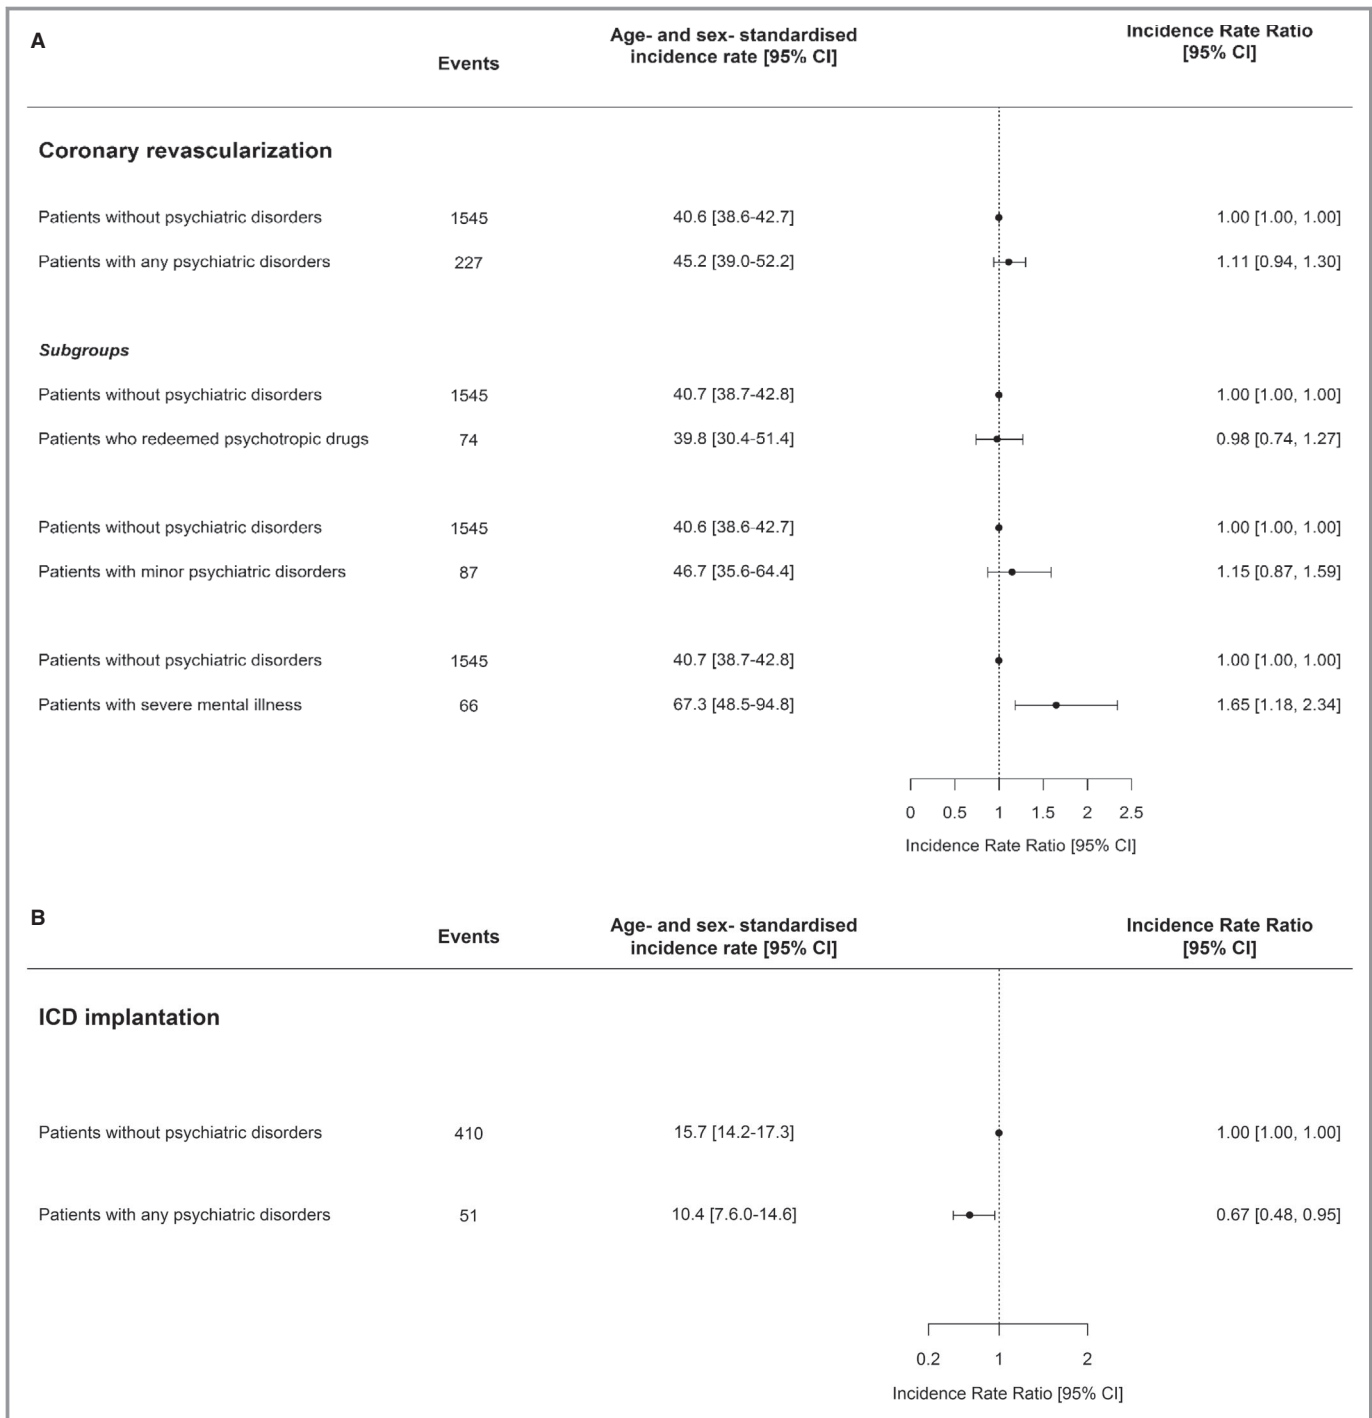 A
Events
Age- and sex- standardised
incidence rate [95% CI]
Incidence Rate Ratio
[95% CI]
Coronary revascularization
Patients without psychiatric disorders 1545 40.6 [38.6-42.7] 1.00 [1.00, 1.00]
Patients with any psychiatric disorders 227 45.2 [39.0-52.2] 1.11 [0.94, 1.30]
Subgroups
Patients without psychiatric disorders 1545 40.7 [38.7-42.8] 1.00 [1.00, 1.00]
Patients who redeemed psychotropic drugs 74 39.8 [30.4-51.4] 0.98 [0.74, 1.27]
Patients without psychiatric disorders 1545 40.6 [38.6-42.7] 1.00 [1.00, 1.00]
Patients with minor psychiatric disorders 87 46.7 [35.6-64.4] 1.15 [0.87, 1.59]
Patients without psychiatric disorders 1545 40.7 [38.7-42.8] 1.00 [1.00, 1.00]
Patients with severe mental illness 66 67.3 [48.5-94.8] 1.65 [1.18, 2.34]
0 0.5 1 1.5 2 2.5
Incidence Rate Ratio [95% CI]
B
Events
Age- and sex- standardised
incidence rate [95% CI]
Incidence Rate Ratio
[95% CI]
ICD implantation
Patients without psychiatric disorders 410 15.7 [14.2-17.3] 1.00 [1.00, 1.00]
Patients with any psychiatric disorders 51 10.4 [7.6.0-14.6] 0.67 [0.48, 0.95]
0.2 1 2
Incidence Rate Ratio [95% CI]